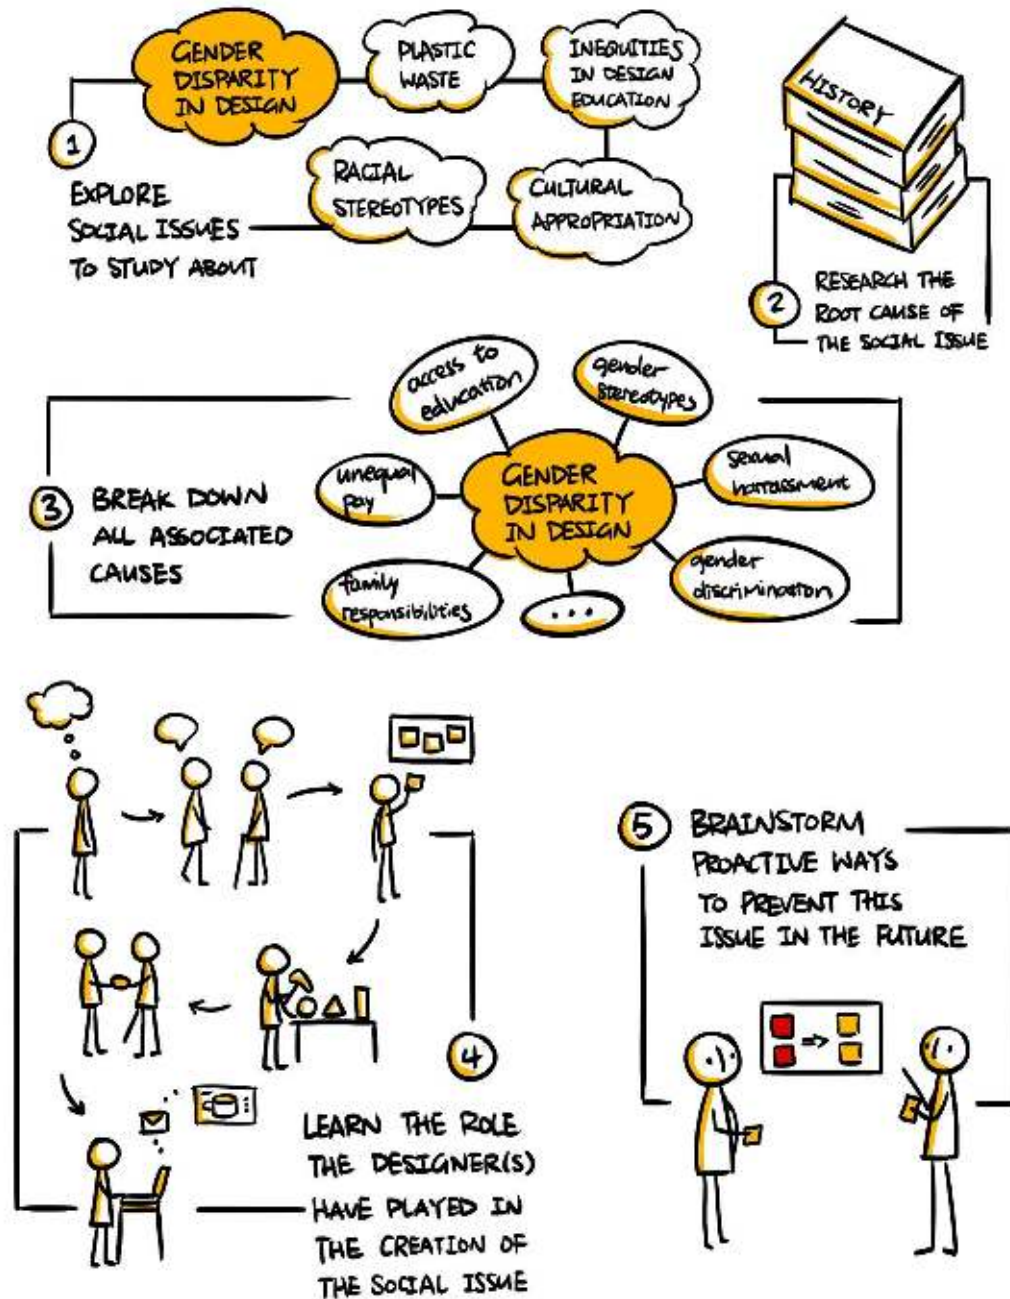 GENDER
DISPARITY
IN DESIGN
PLASTIC
WASTE
INEQUITIES
IN DESIGN
EDUCATION
RACIAL
STEREOTYPES
CULTURAL
APPROPRIATION
1
EXPLORE
SOCIAL ISSUES
TO STUDY ABOUT
HISTORY
2
RESEARCH THE
ROOT CAUSE OF
THE SOCIAL ISSUE
3
BREAK DOWN
ALL ASSOCIATED
CAUSES
access to
education
gender
stereotypes
unequal
pay
GENDER
DISPARITY
IN DESIGN
sexual
harrassment
family
responsibilities
...
gender
discrimination
4
LEARN THE ROLE
THE DESIGNER(S)
HAVE PLAYED IN
THE CREATION OF
THE SOCIAL ISSUE
5
BRAINSTORM
PROACTIVE WAYS
TO PREVENT THIS
ISSUE IN THE FUTURE